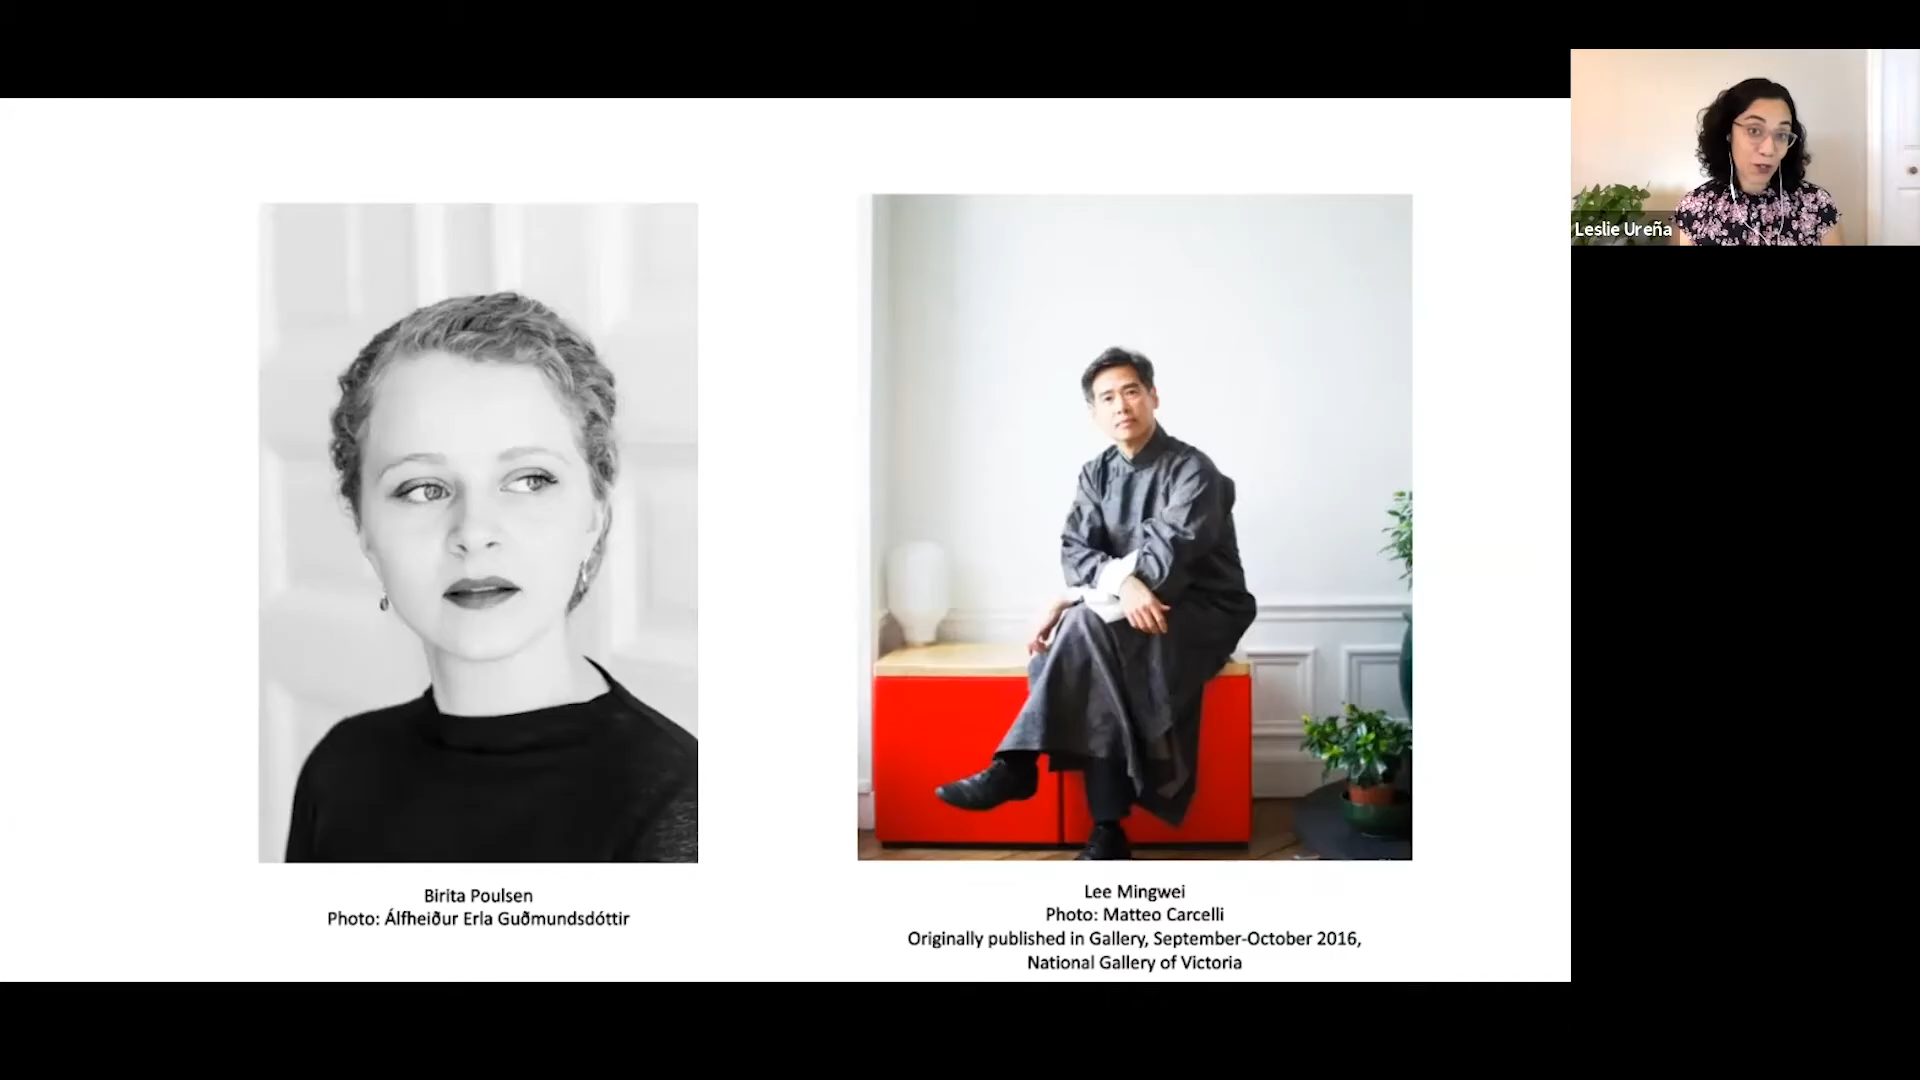 Leslie Ureña
Birita Poulsen
Photo: Álfheiður Erla Guðmundsdóttir
Lee Mingwei
Photo: Matteo Carcelli
Originally published in Gallery, September-October 2016,
National Gallery of Victoria